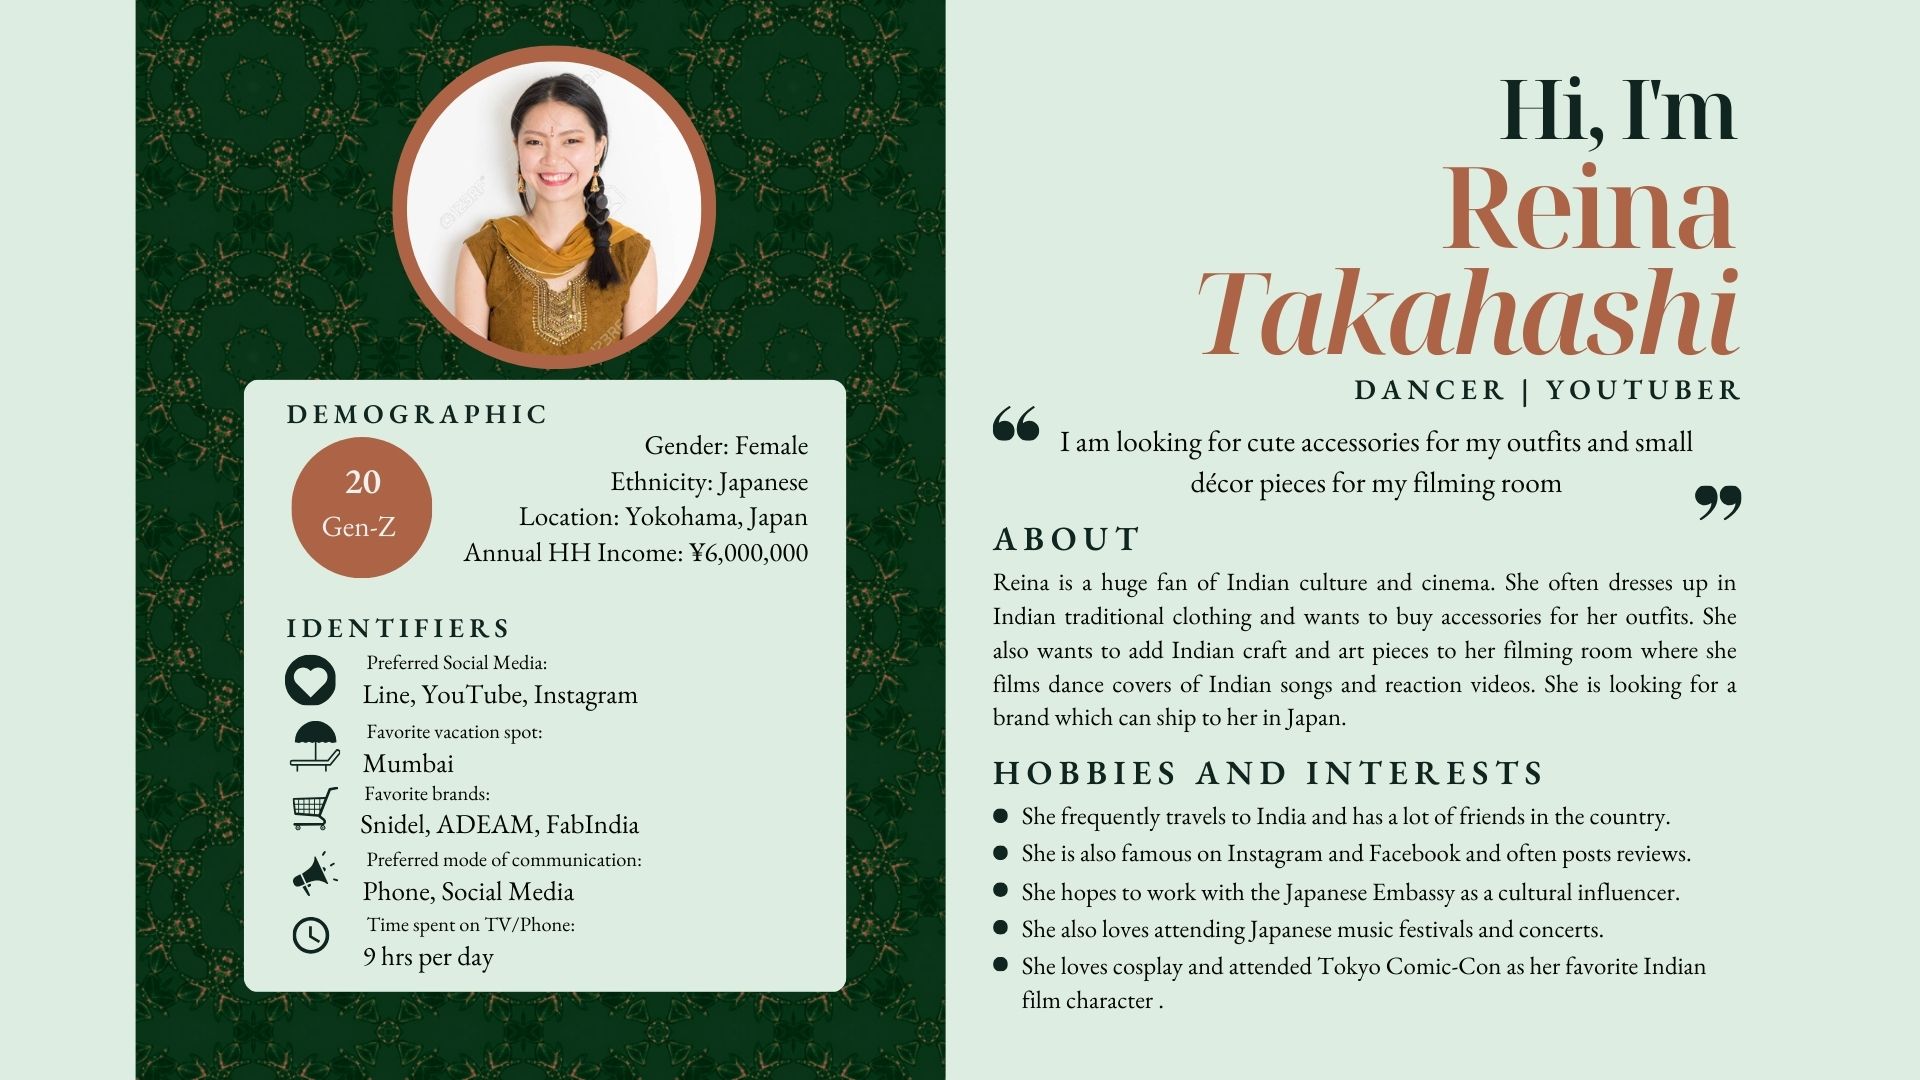 Hi, I'm
Reina
Takahashi
DANCER | YOUTUBER
“
I am looking for cute accessories for my outfits and small
décor pieces for my filming room
”
DEMOGRAPHIC
20
Gen-Z
Gender: Female
Ethnicity: Japanese
Location: Yokohama, Japan
Annual HH Income: ¥6,000,000
IDENTIFIERS
Preferred Social Media:
Line, YouTube, Instagram
Favorite vacation spot:
Mumbai
Favorite brands:
Snidel, ADEAM, FabIndia
Preferred mode of communication:
Phone, Social Media
Time spent on TV/Phone:
9 hrs per day
ABOUT
Reina is a huge fan of Indian culture and cinema. She often dresses up in
Indian traditional clothing and wants to buy accessories for her outfits. She
also wants to add Indian craft and art pieces to her filming room where she
films dance covers of Indian songs and reaction videos. She is looking for a
brand which can ship to her in Japan.
HOBBIES AND INTERESTS
She frequently travels to India and has a lot of friends in the country.
She is also famous on Instagram and Facebook and often posts reviews.
She hopes to work with the Japanese Embassy as a cultural influencer.
She also loves attending Japanese music festivals and concerts.
She loves cosplay and attended Tokyo Comic-Con as her favorite Indian
film character .